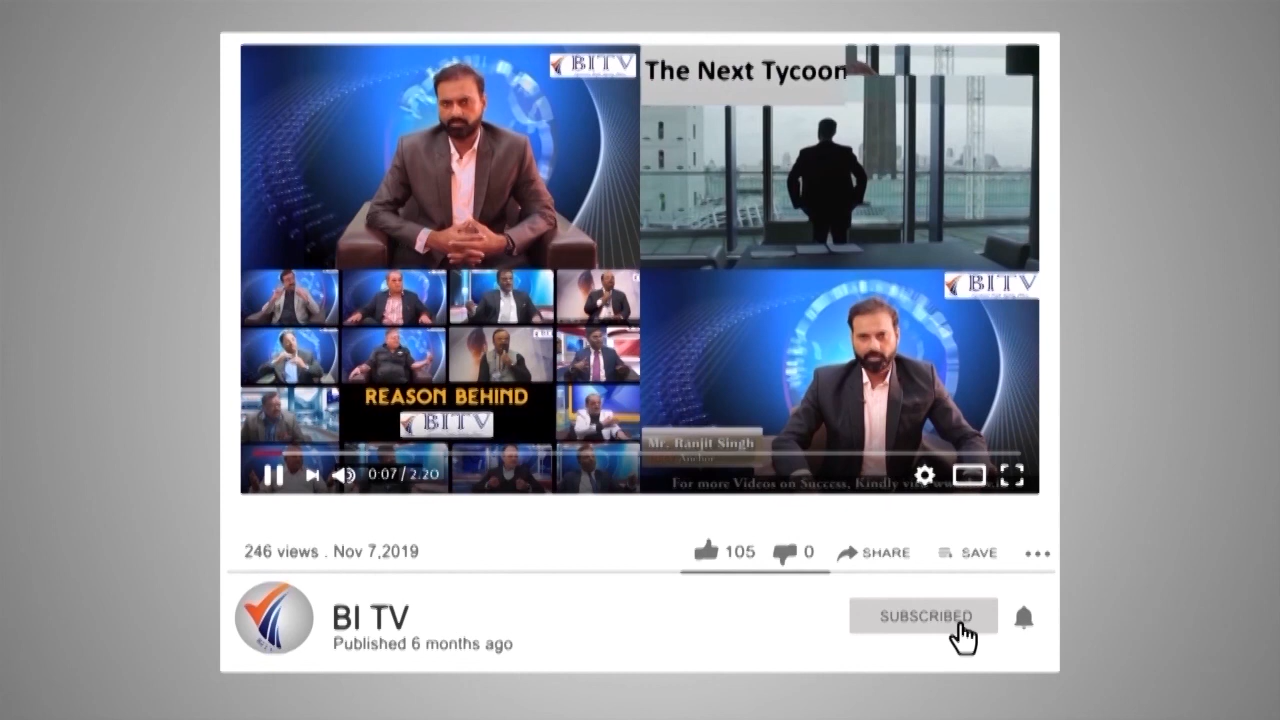 BITV
The Next Tycoon
BITV
REASON BEHIND
BITV
Mr. Ranjit Singh
Anchor
0:07 / 2.20
For more Videos on Success, Kindly
246 views . Nov 7,2019
105
0
SHARE
SAVE
BI TV
Published 6 months ago
SUBSCRIBED